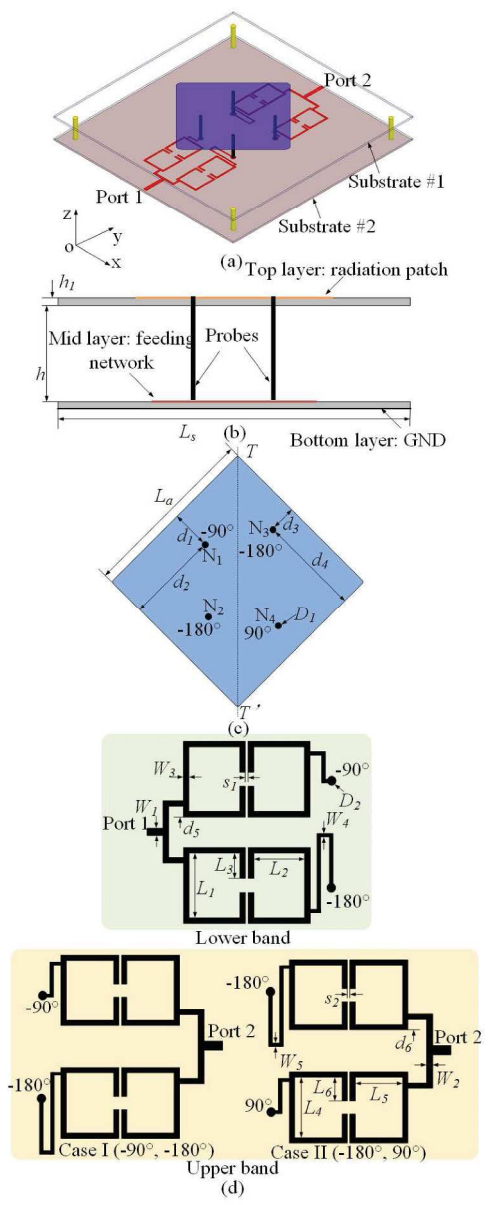 Port 2
Substrate #1
Port 1
Substrate #2
z
y
o
x
(a)
Top layer: radiation patch
h1
Mid layer: feeding network
Probes
h
Ls
(b)
Bottom layer: GND
T
La
d1
-90°
N1
N3
d3
-180°
d2
d4
N2
-180°
N4
D1
90°
T'
(c)
W3
s1
-90°
D2
W1
Port 1
d5
W4
L3
L2
L1
-180°
Lower band
-90°
Port 2
-180°
Case I (-90°, -180°)
-180°
s2
Port 2
d6
W5
W2
90°
L6
L5
L4
Case II (-180°, 90°)
Upper band
(d)